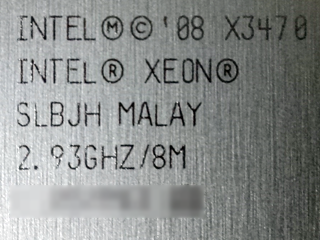 INTEL Ⓜ © '08 X3470
INTEL ® XEON ®
SLBJH MALAY
2.93GHZ/8M